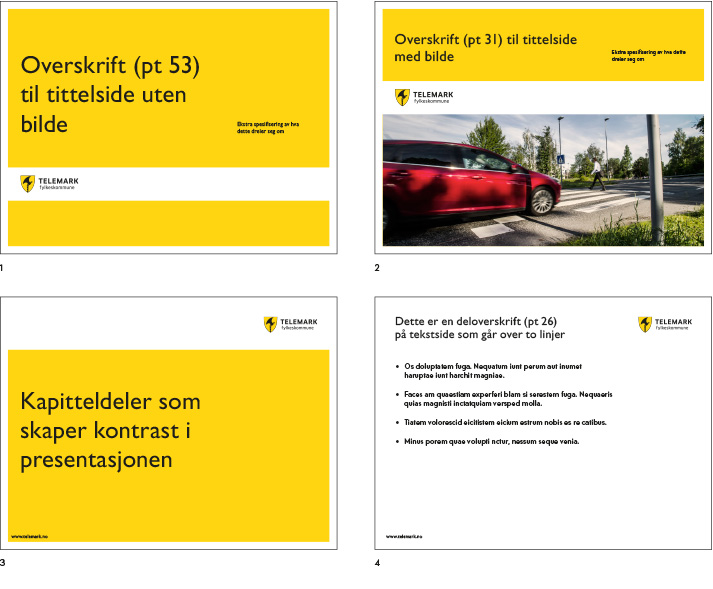 Overskrift (pt 53)
til tittelside uten
bilde
Ekstra spesifisering av hva
dette dreier seg om
TELEMARK
fylkeskommune
1
Overskrift (pt 31) til tittelside
med bilde
Ekstra spesifisering av hva dette
dreier seg om
TELEMARK
fylkeskommune
2
TELEMARK
fylkeskommune
Kapitteldeler som
skaper kontrast i
presentasjonen
www.telemark.no
3
Dette er en deloverskrift (pt 26)
på tekstside som går over to linjer
TELEMARK
fylkeskommune
• Os doluptatem fuga. Nequatum iunt perum aut inumet
haruptae iunt harchit magniae.
• Faces am quaestiam experferi blam si serestem fuga. Nequaeris
quias magnisti inctatquiam versped molla.
• Tiatem volorescid eicitistem eicium estrum nobis es re catibus.
• Minus porem quae volupti nctur, nessum seque venia.
www.telemark.no
4